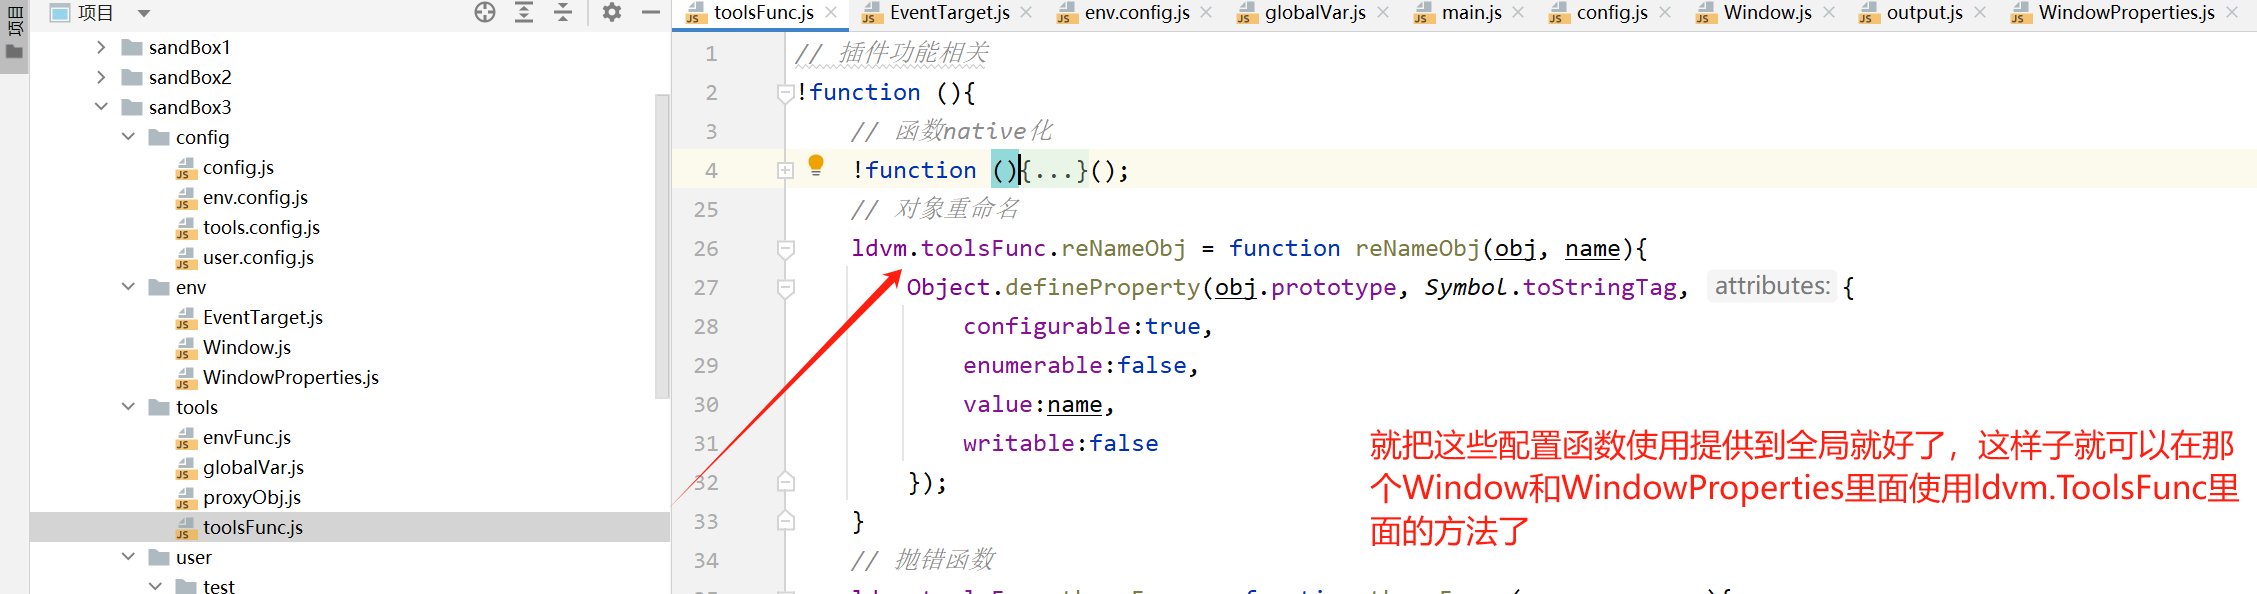 项目
项目
toolsFunc.js
EventTarget.js
env.config.js
globalVar.js
main.js
config.js
Window.js
output.js
WindowProperties.js
sandBox1
sandBox2
sandBox3
config
config.js
env.config.js
tools.config.js
user.config.js
env
EventTarget.js
Window.js
WindowProperties.js
tools
envFunc.js
globalVar.js
proxyObj.js
toolsFunc.js
user
test
1 // 插件功能相关
2 !function (){
3 // 函数native化
4 !function (){...}();
25 // 对象重命名
26 ldvm.toolsFunc.reNameObj = function reNameObj(obj, name){
27 Object.defineProperty(obj.prototype, Symbol.toStringTag, attributes: {
28 configurable:true,
29 enumerable:false,
30 value:name,
31 writable:false
32 });
33 }
34 // 抛错函数
就把这些配置函数使用提供到全局就好了，这样子就可以在那
个Window和WindowProperties里面使用ldvm.ToolsFunc里
面的方法了